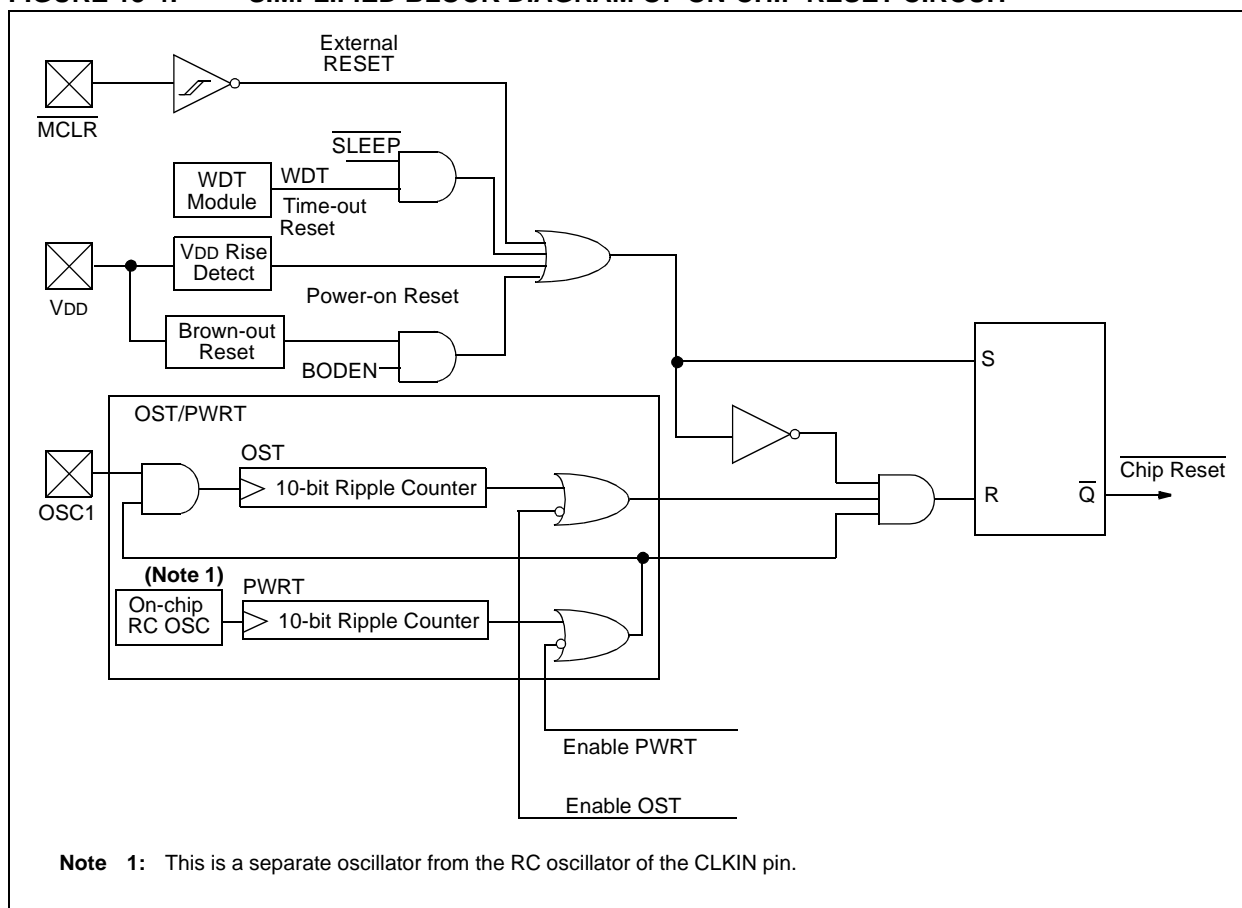 External
RESET
MCLR
SLEEP
WDT
Module
WDT
Time-out
Reset
VDD Rise
Detect
VDD
Power-on Reset
Brown-out
Reset
BODEN
OST/PWRT
S
OST
10-bit Ripple Counter
OSC1
R
Q
Chip Reset
(Note 1)
On-chip
RC OSC
PWRT
10-bit Ripple Counter
Enable PWRT
Enable OST
Note 1: This is a separate oscillator from the RC oscillator of the CLKIN pin.